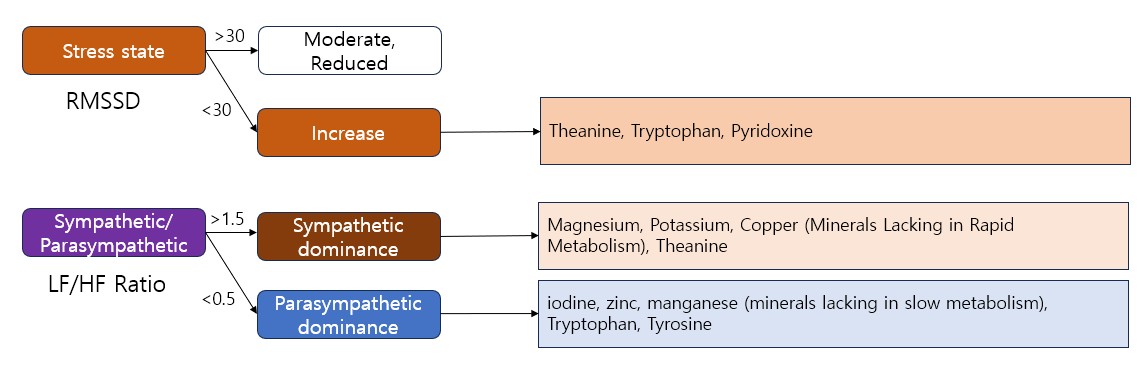 Stress state
>30
Moderate,
Reduced
RMSSD
<30
Increase
Theanine, Tryptophan, Pyridoxine
Sympathetic/
Parasympathetic
>1.5
Sympathetic
dominance
Magnesium, Potassium, Copper (Minerals Lacking in Rapid
Metabolism), Theanine
LF/HF Ratio
<0.5
Parasympathetic
dominance
iodine, zinc, manganese (minerals lacking in slow metabolism),
Tryptophan, Tyrosine